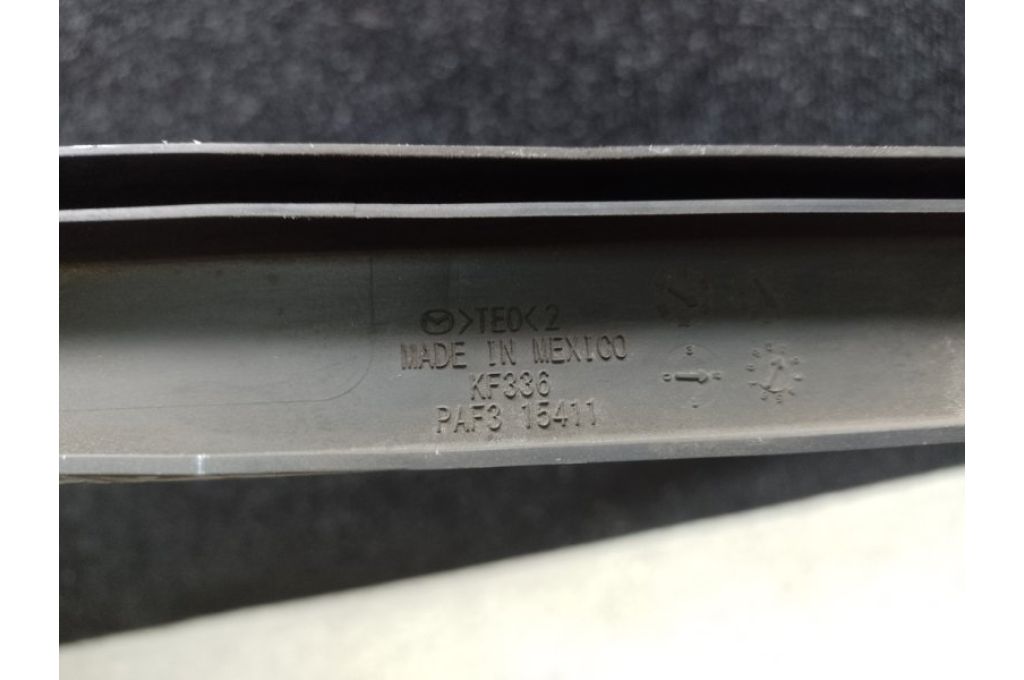 >TEO<2
MADE IN MEXICO
KF336
PAF3 15411